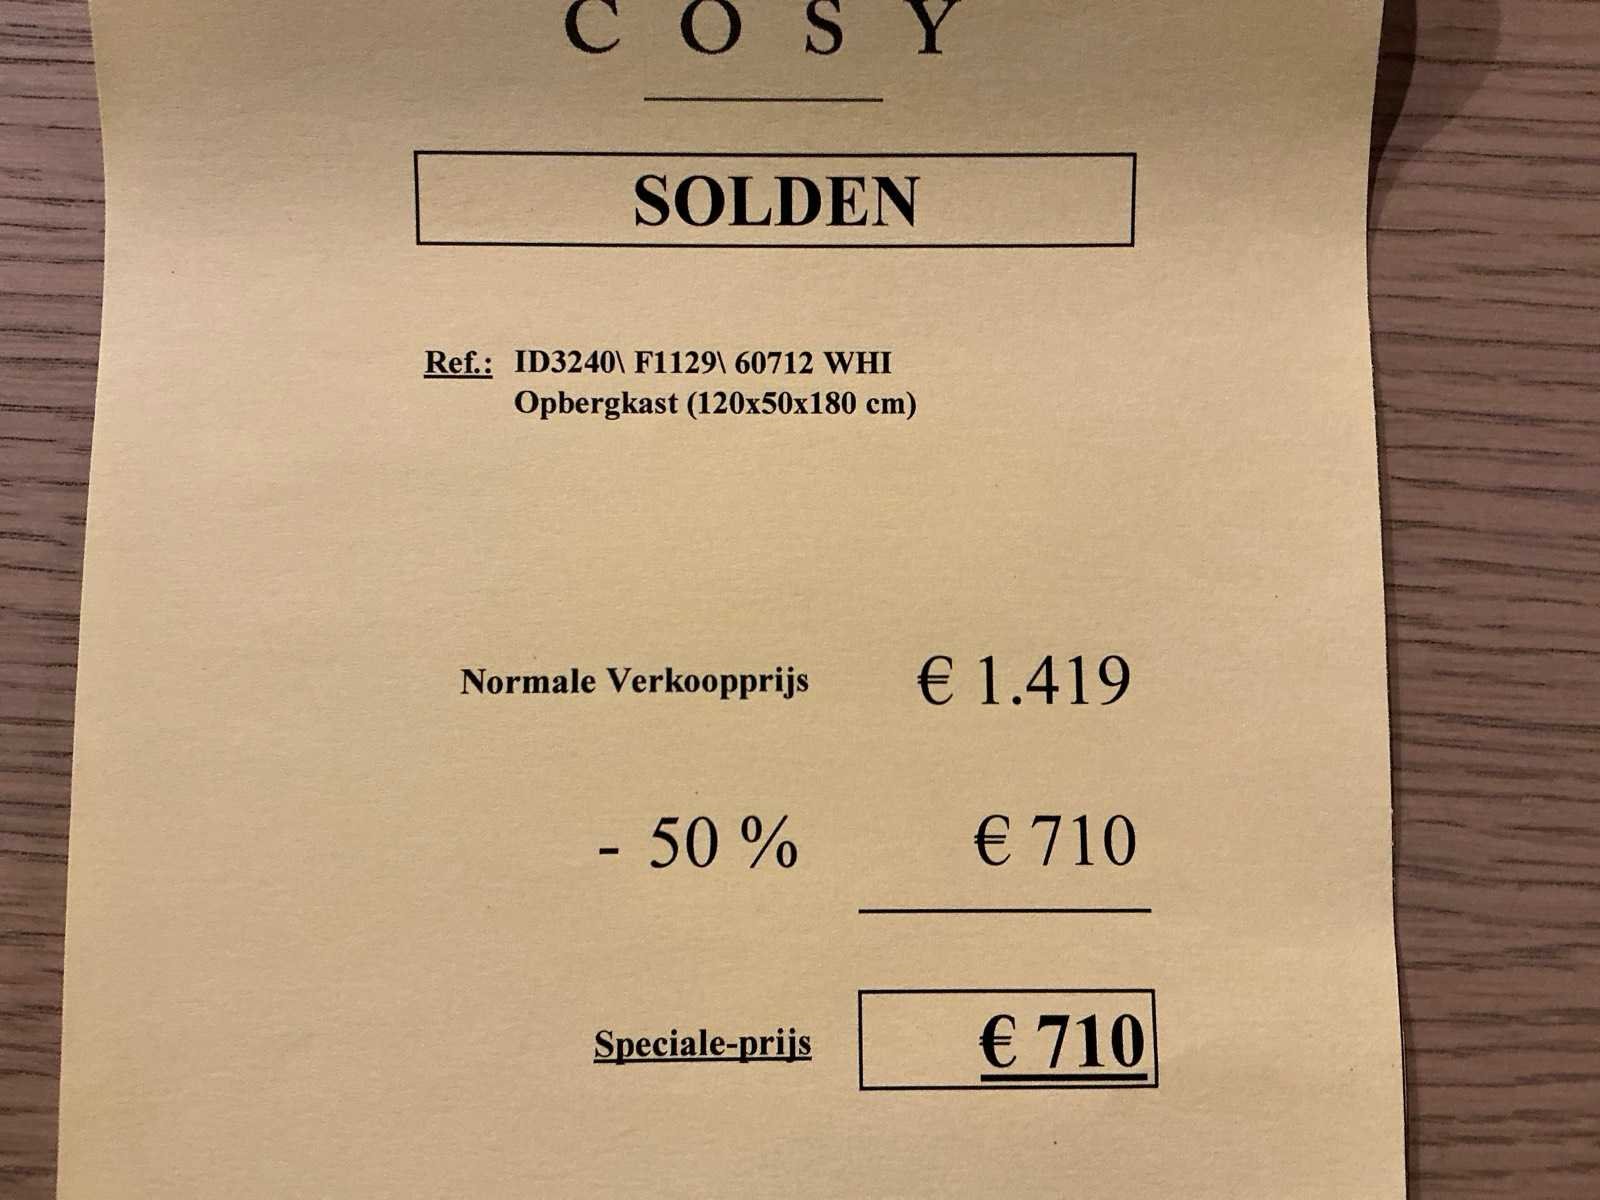 COSY
SOLDEN
Ref.: ID3240\ F1129\ 60712 WHI
Opbergkast (120x50x180 cm)
Normale Verkoopprijs € 1.419
- 50 % € 710
Speciale-prijs € 710